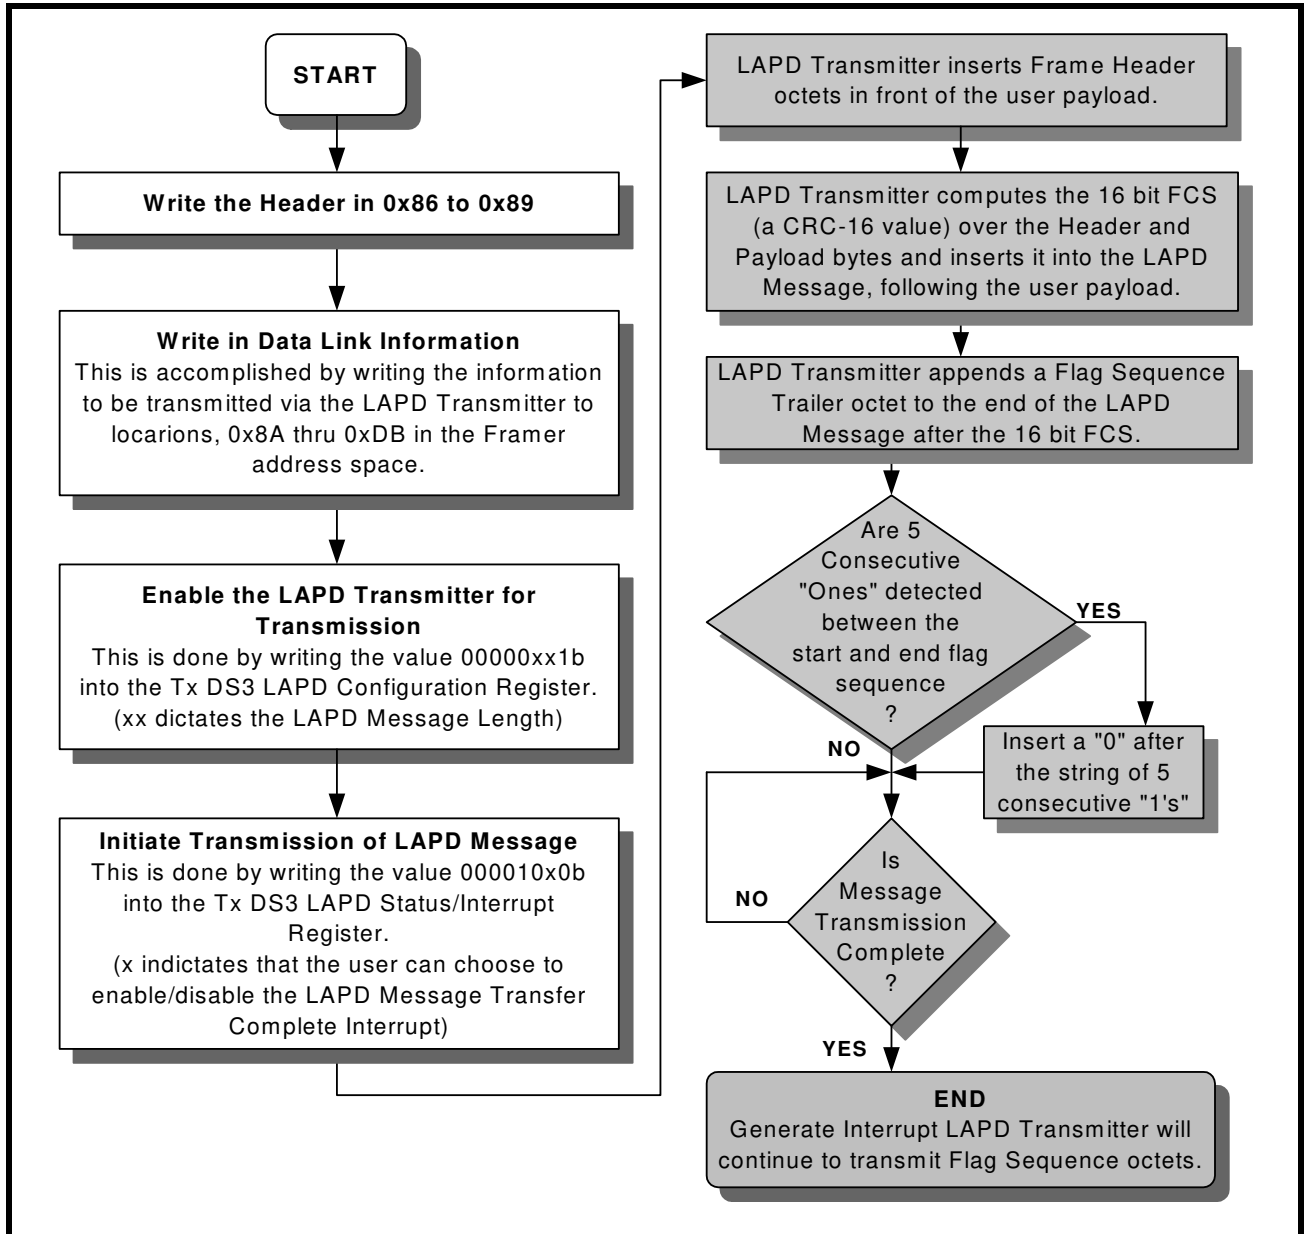 START
Write the Header in 0x86 to 0x89
Write in Data Link Information
This is accomplished by writing the information
to be transmitted via the LAPD Transmitter to
locarions, 0x8A thru 0xDB in the Framer
address space.
Enable the LAPD Transmitter for
Transmission
This is done by writing the value 00000xx1b
into the Tx DS3 LAPD Configuration Register.
(xx dictates the LAPD Message Length)
Initiate Transmission of LAPD Message
This is done by writing the value 000010x0b
into the Tx DS3 LAPD Status/Interrupt
Register.
(x indictates that the user can choose to
enable/disable the LAPD Message Transfer
Complete Interrupt)
LAPD Transmitter inserts Frame Header
octets in front of the user payload.
LAPD Transmitter computes the 16 bit FCS
(a CRC-16 value) over the Header and
Payload bytes and inserts it into the LAPD
Message, following the user payload.
LAPD Transmitter appends a Flag Sequence
Trailer octet to the end of the LAPD
Message after the 16 bit FCS.
Are 5
Consecutive
"Ones" detected
between the
start and end flag
sequence
?
YES
NO
Insert a "0" after
the string of 5
consecutive "1's"
Is
Message
Transmission
Complete
?
NO
YES
END
Generate Interrupt LAPD Transmitter will
continue to transmit Flag Sequence octets.